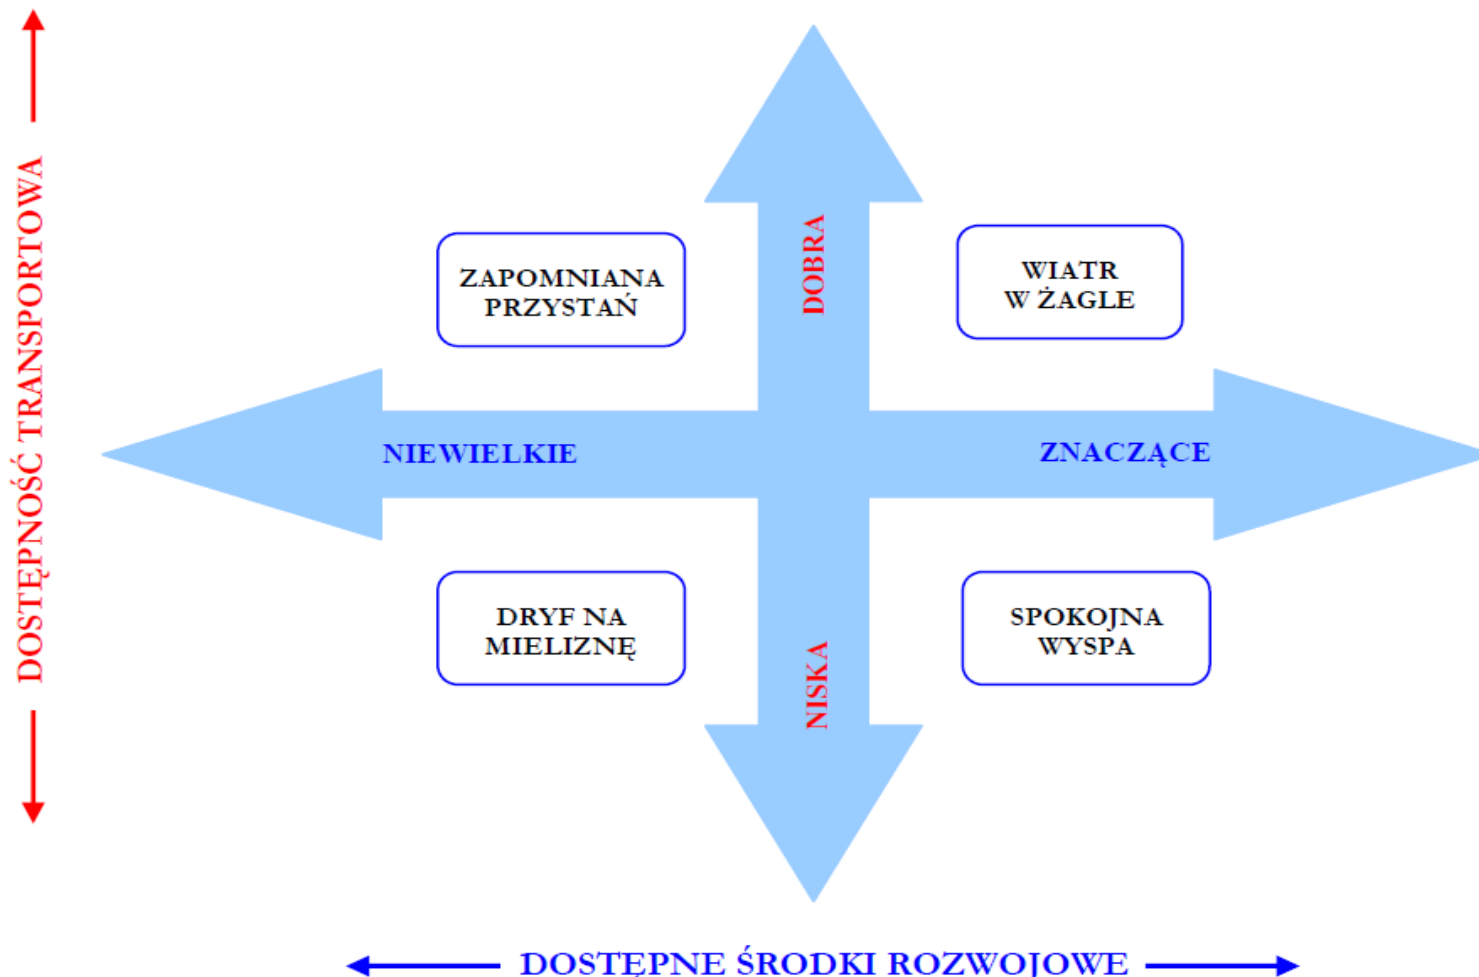 DOSTĘPNOŚĆ TRANSPORTOWA
DOBRA
ZAPOMNIANA
PRZYSTAŃ
WIATR
W ŻAGLE
NIEWIELKIE
ZNACZĄCE
DRYF NA
MIELIZNĘ
SPOKOJNA
WYSPA
NISKA
DOSTĘPNE ŚRODKI ROZWOJOWE